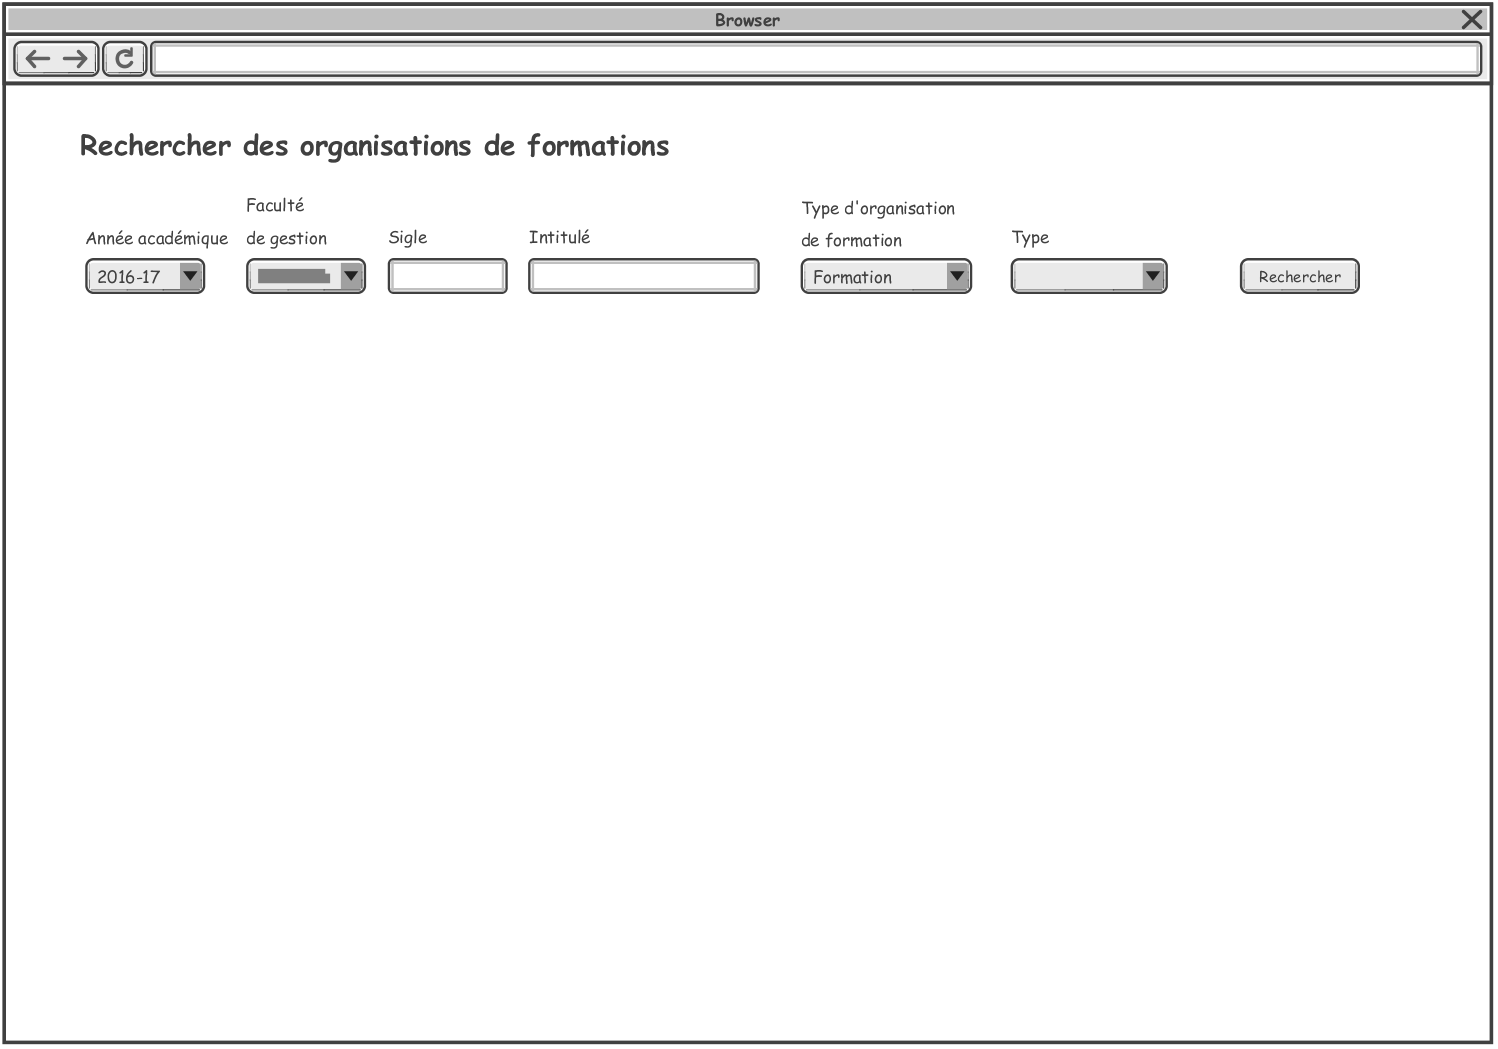 Browser
Rechercher des organisations de formations
Année académique
Faculté
de gestion
Sigle
Intitulé
Type d'organisation
de formation
Type
2016-17
Formation
Rechercher